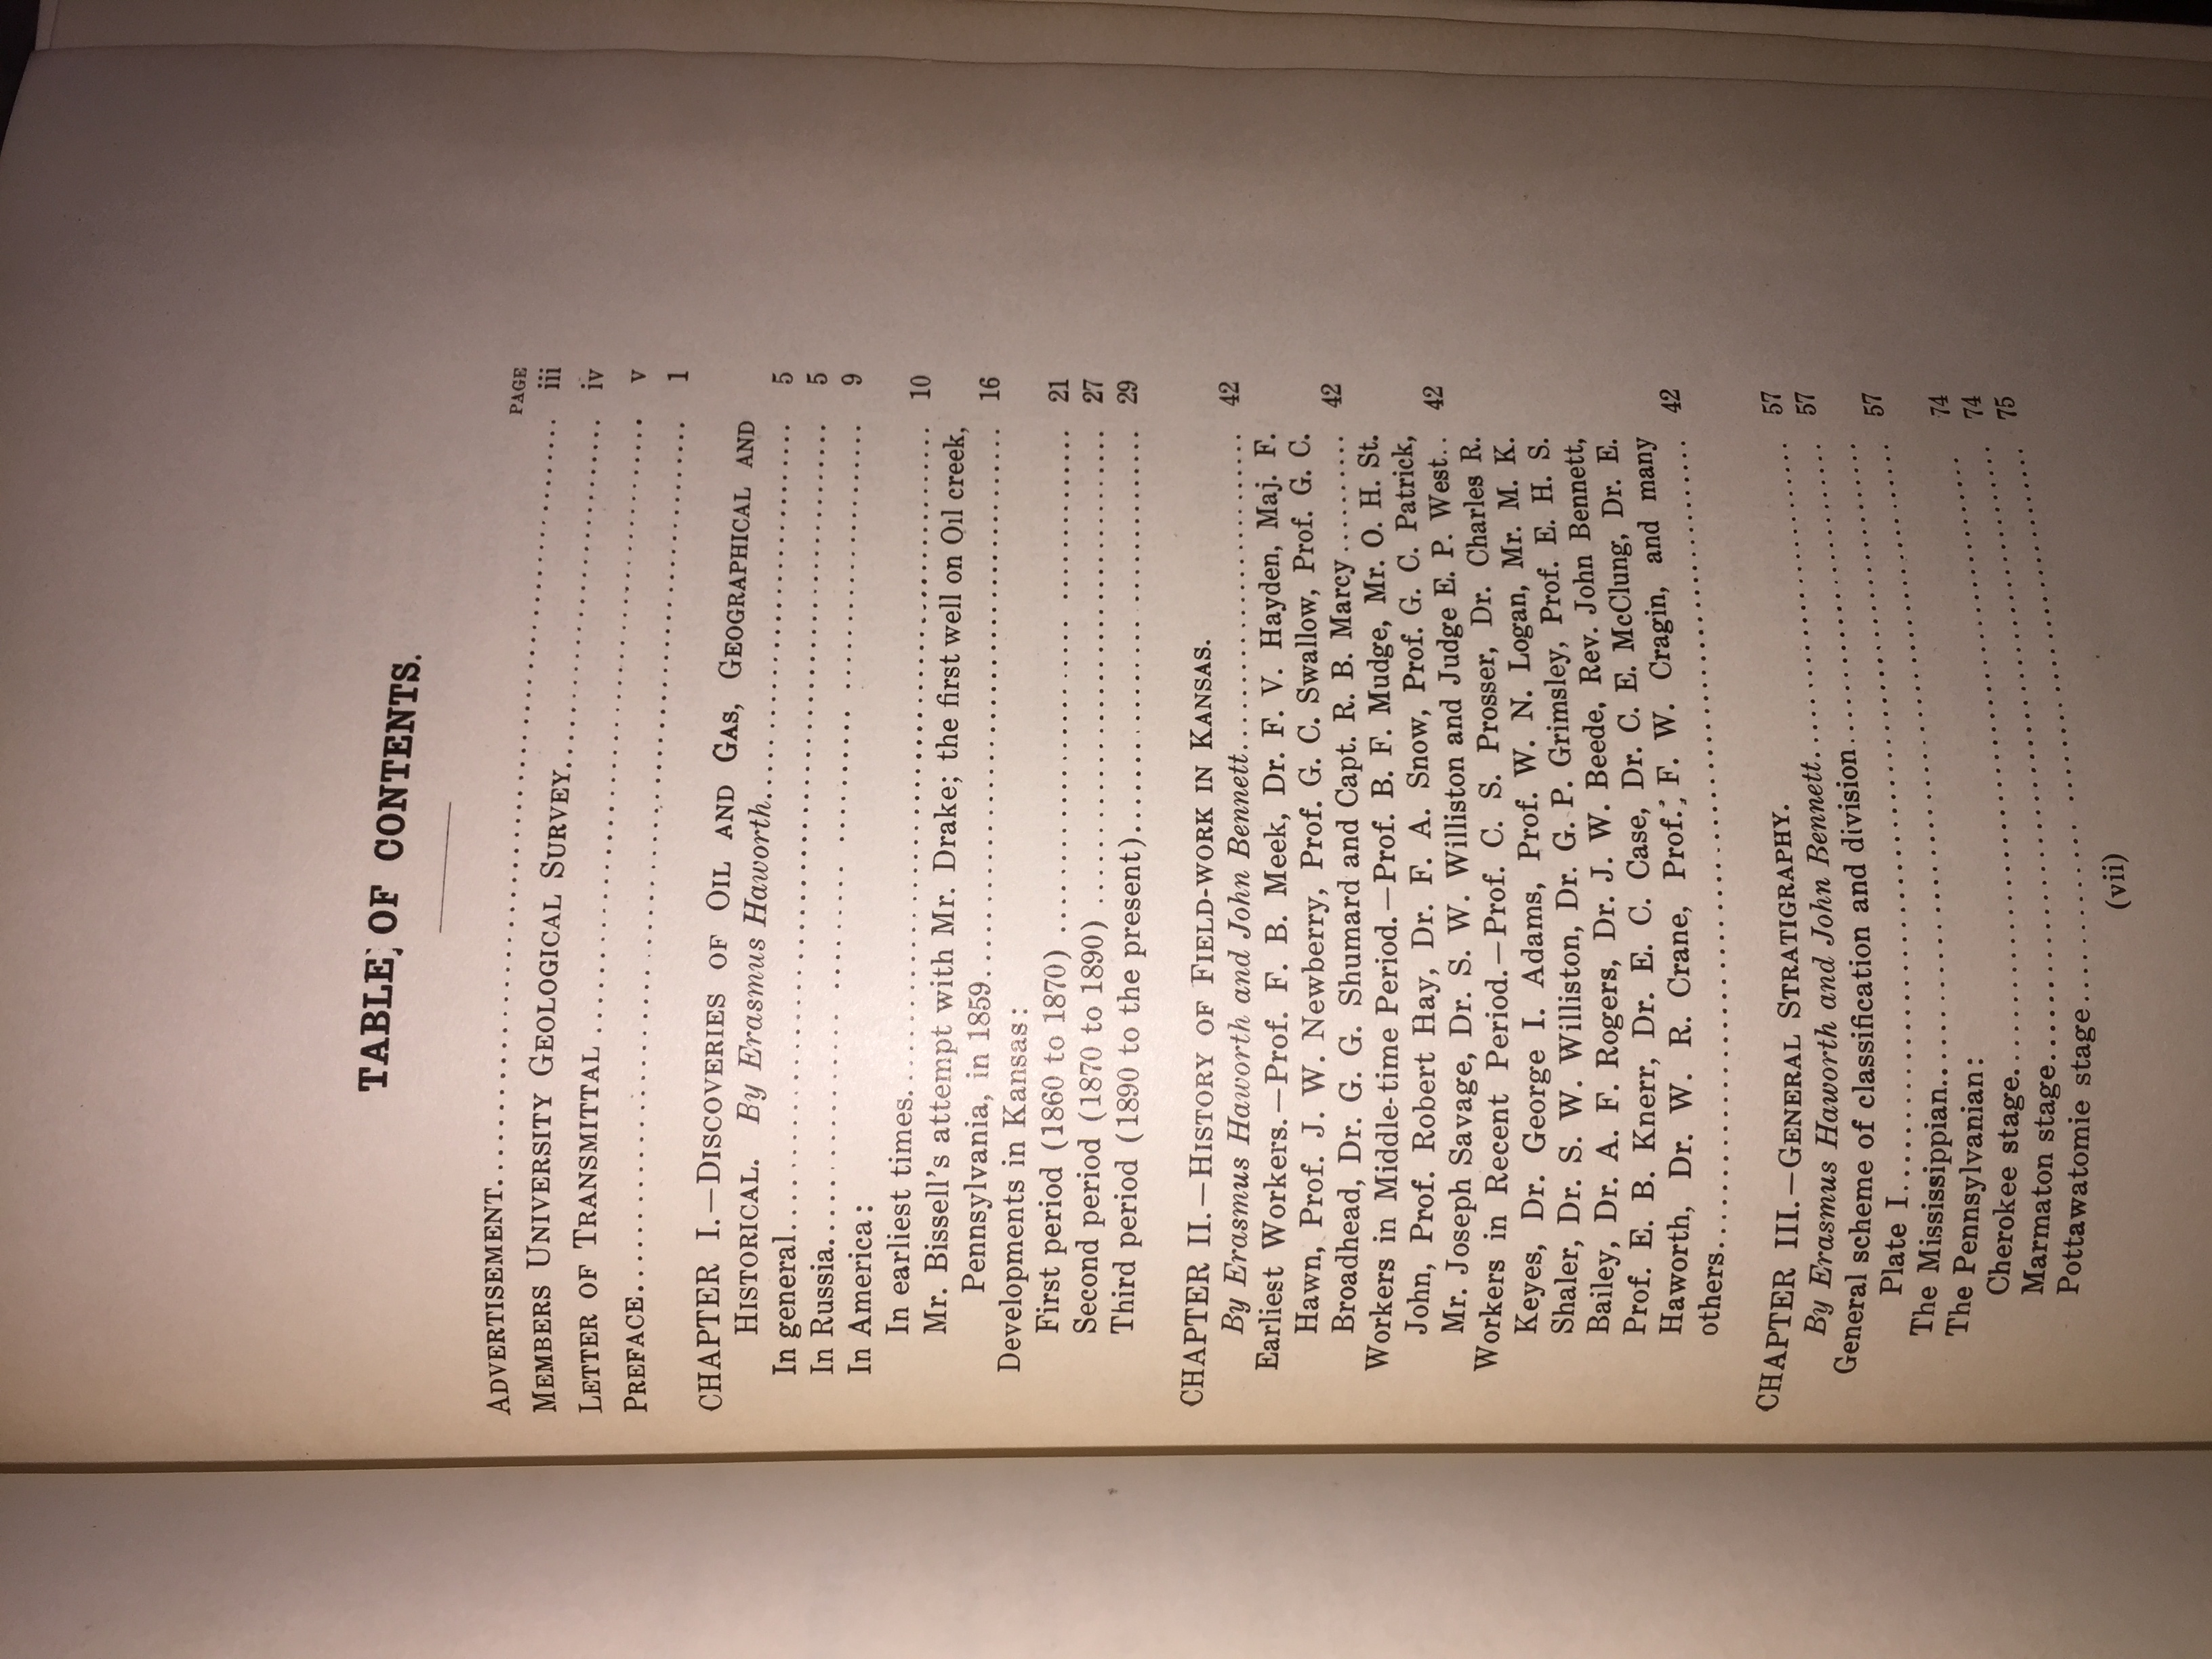 TABLE OF CONTENTS.
PAGE
ADVERTISEMENT.......... iii
MEMBERS UNIVERSITY GEOLOGICAL SURVEY.......... iv
LETTER OF TRANSMITTAL.......... v
PREFACE.......... 1
CHAPTER I.—DISCOVERIES OF OIL AND GAS, GEOGRAPHICAL AND
HISTORICAL. By Erasmus Haworth.......... 5
In general.......... 5
In Russia.......... 9
In America:
In earliest times.......... 10
Mr. Bissell's attempt with Mr. Drake; the first well on Oil creek,
Pennsylvania, in 1859.......... 16
Developments in Kansas:
First period (1860 to 1870).......... 21
Second period (1870 to 1890).......... 27
Third period (1890 to the present).......... 29
CHAPTER II.—HISTORY OF FIELD-WORK IN KANSAS.
By Erasmus Haworth and John Bennett.......... 42
Earliest Workers.—Prof. F. B. Meek, Dr. F. V. Hayden, Maj. F.
Hawn, Prof. J. W. Newberry, Prof. G. C. Swallow, Prof. G. C.
Broadhead, Dr. G. G. Shumard and Capt. R. B. Marcy.......... 42
Workers in Middle-time Period.—Prof. B. F. Mudge, Mr. O. H. St.
John, Prof. Robert Hay, Dr. F. A. Snow, Prof. G. C. Patrick,
Mr. Joseph Savage, Dr. S. W. Williston and Judge E. P. West.. 42
Workers in Recent Period.—Prof. C. S. Prosser, Dr. Charles R.
Keyes, Dr. George I. Adams, Prof. W. N. Logan, Mr. M. K.
Shaler, Dr. S. W. Williston, Dr. G. P. Grimsley, Prof. E. H. S.
Bailey, Dr. A. F. Rogers, Dr. J. W. Beede, Rev. John Bennett,
Prof. E. B. Knerr, Dr. E. C. Case, Dr. C. E. McClung, Dr. E.
Haworth, Dr. W. R. Crane, Prof. F. W. Cragin, and many
others.......... 42
CHAPTER III.—GENERAL STRATIGRAPHY.
By Erasmus Haworth and John Bennett.......... 57
General scheme of classification and division.......... 57
Plate I..........
The Mississippian.......... 57
The Pennsylvanian:
Cherokee stage.......... 74
Marmaton stage.......... 74
Pottawatomie stage.......... 75
(vii)